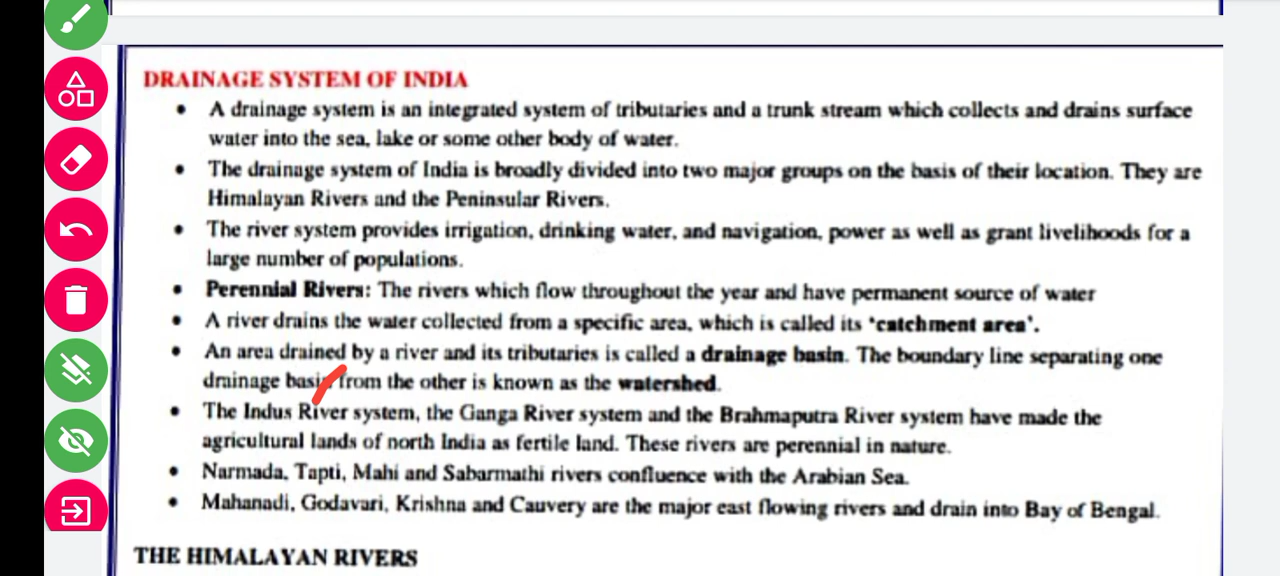 DRAINAGE SYSTEM OF INDIA
• A drainage system is an integrated system of tributaries and a trunk stream which collects and drains surface
water into the sea, lake or some other body of water.
• The drainage system of India is broadly divided into two major groups on the basis of their location. They are
Himalayan Rivers and the Peninsular Rivers.
• The river system provides irrigation, drinking water, and navigation, power as well as grant livelihoods for a
large number of populations.
• Perennial Rivers: The rivers which flow throughout the year and have permanent source of water
• A river drains the water collected from a specific area, which is called its 'catchment area'.
• An area drained by a river and its tributaries is called a drainage basin. The boundary line separating one
drainage basin from the other is known as the watershed.
• The Indus River system, the Ganga River system and the Brahmaputra River system have made the
agricultural lands of north India as fertile land. These rivers are perennial in nature.
• Narmada, Tapti, Mahi and Sabarmathi rivers confluence with the Arabian Sea.
• Mahanadi, Godavari, Krishna and Cauvery are the major east flowing rivers and drain into Bay of Bengal.
THE HIMALAYAN RIVERS